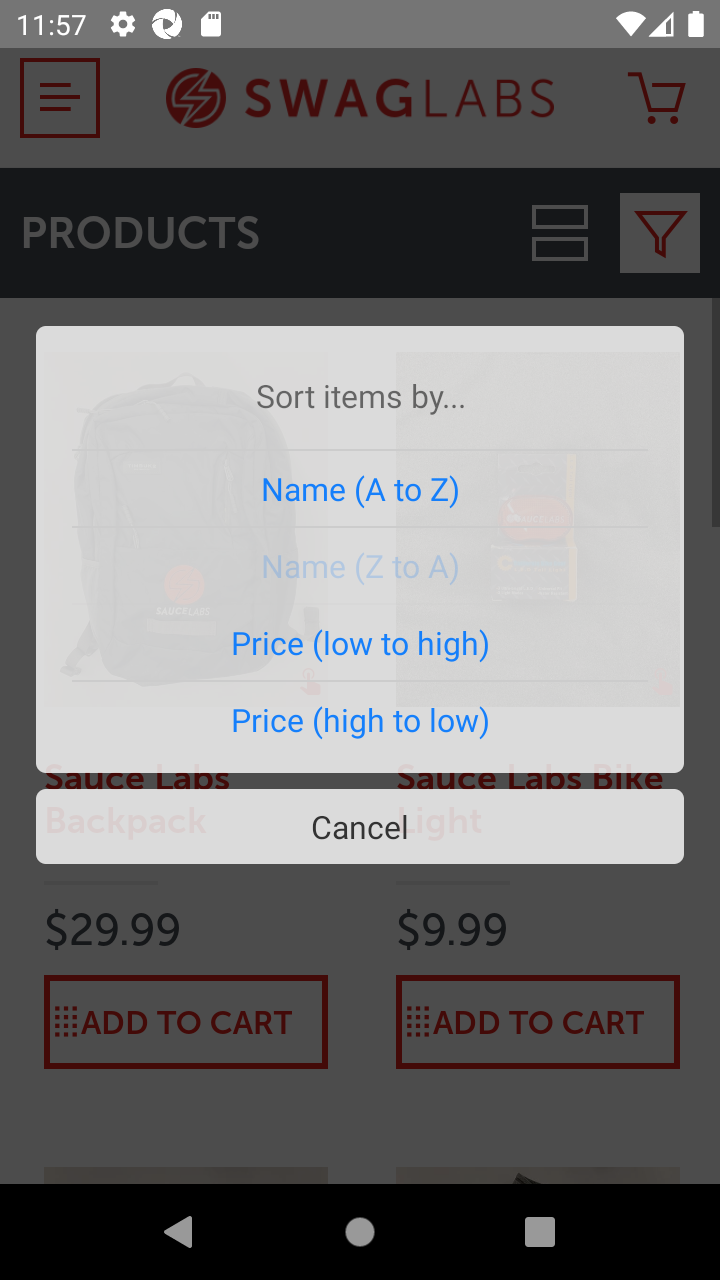 11:57
SWAGLABS
PRODUCTS
Sort items by...
Name (A to Z)
Name (Z to A)
Price (low to high)
Price (high to low)
SAUCELABS
Sauce Labs
Backpack
Sauce Labs Bike
Light
Cancel
$29.99
$9.99
ADD TO CART
ADD TO CART